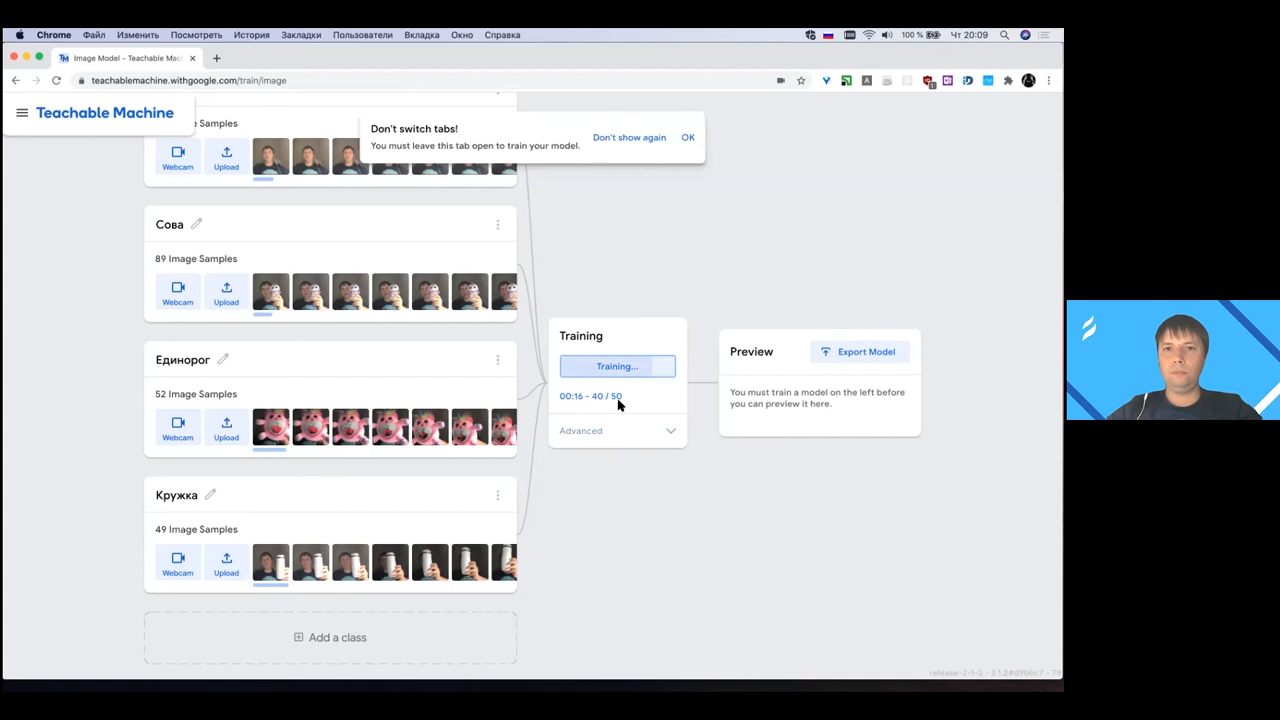 Chrome Файл Изменить Посмотреть История Закладки Пользователи Вкладка Окно Справка 100 % Чт 20:09
Image Model - Teachable Mac
teachablemachine.withgoogle.com/train/image
Teachable Machine
Samples
Don't switch tabs!
You must leave this tab open to train your model.
Don't show again OK
Webcam Upload
Сова
89 Image Samples
Webcam Upload
Единорог
52 Image Samples
Webcam Upload
Кружка
49 Image Samples
Webcam Upload
Add a class
Training
Training...
00:16 - 40 / 50
Advanced
Preview Export Model
You must train a model on the left before
you can preview it here.